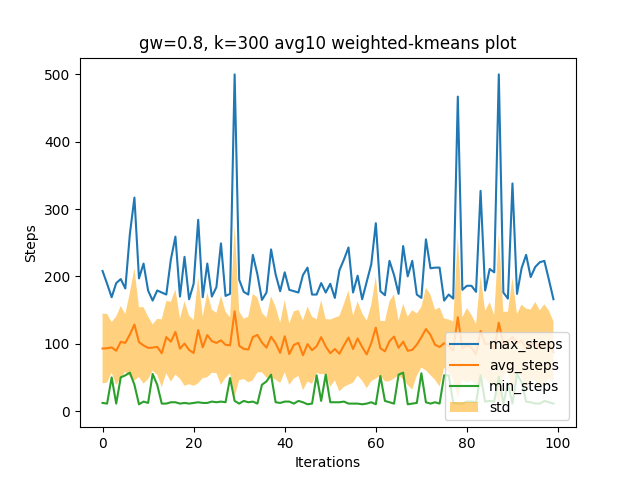 gw=0.8, k=300 avg10 weighted-kmeans plot
500
400
300
200
100
0
Steps
0
20
40
60
80
100
Iterations
max_steps
avg_steps
min_steps
std